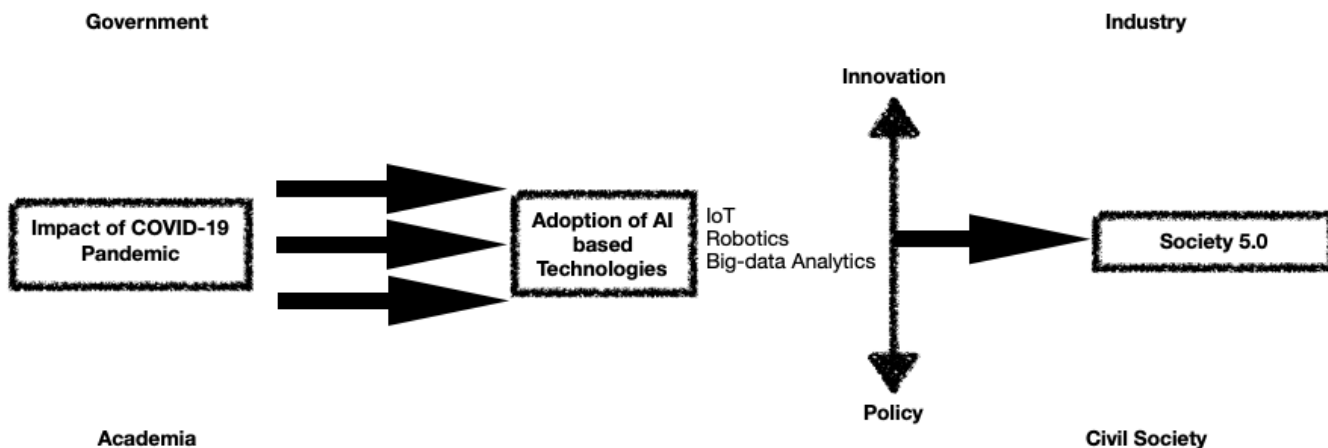 Government
Industry
Innovation
Impact of COVID-19
Pandemic
Adoption of AI
based
Technologies
IoT
Robotics
Big-data Analytics
Society 5.0
Policy
Academia
Civil Society